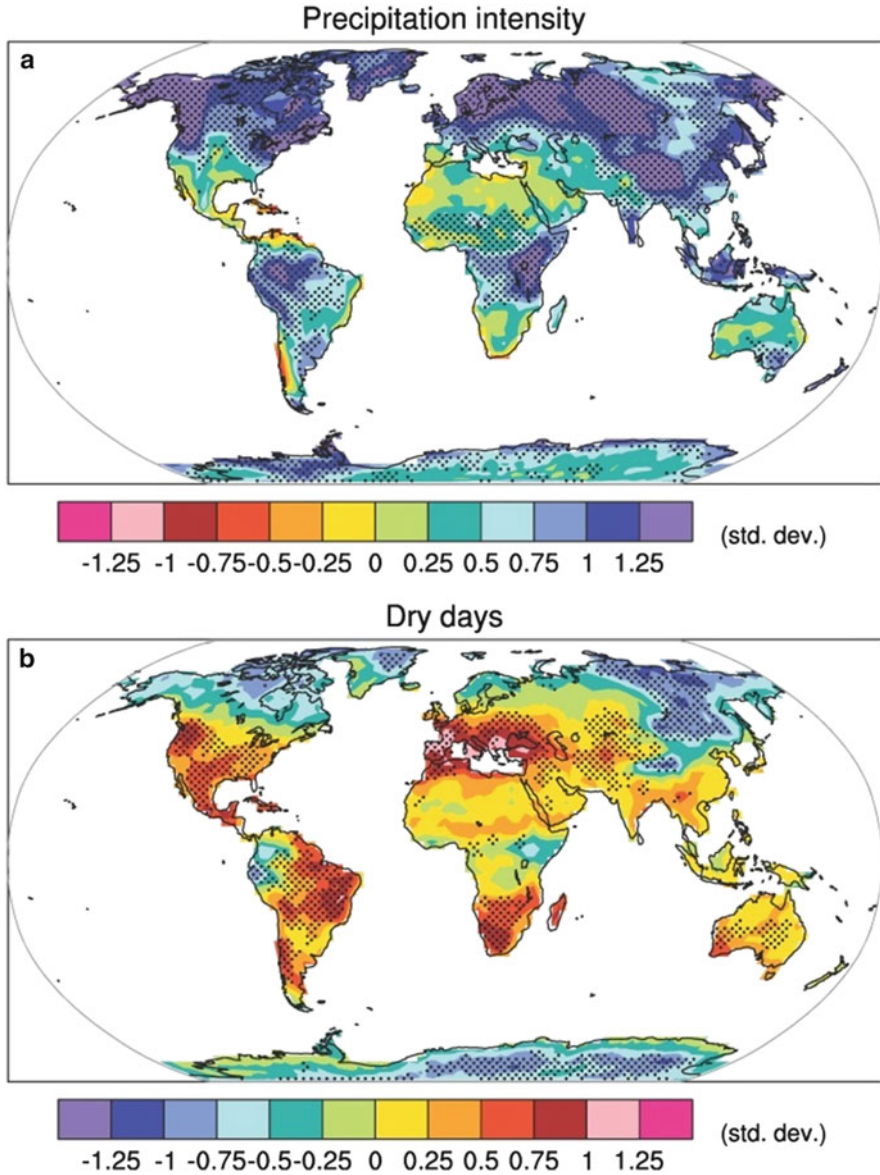 Precipitation intensity
a
-1.25 -1 -0.75 -0.5 -0.25 0 0.25 0.5 0.75 1 1.25 (std. dev.)
Dry days
b
-1.25 -1 -0.75 -0.5 -0.25 0 0.25 0.5 0.75 1 1.25 (std. dev.)